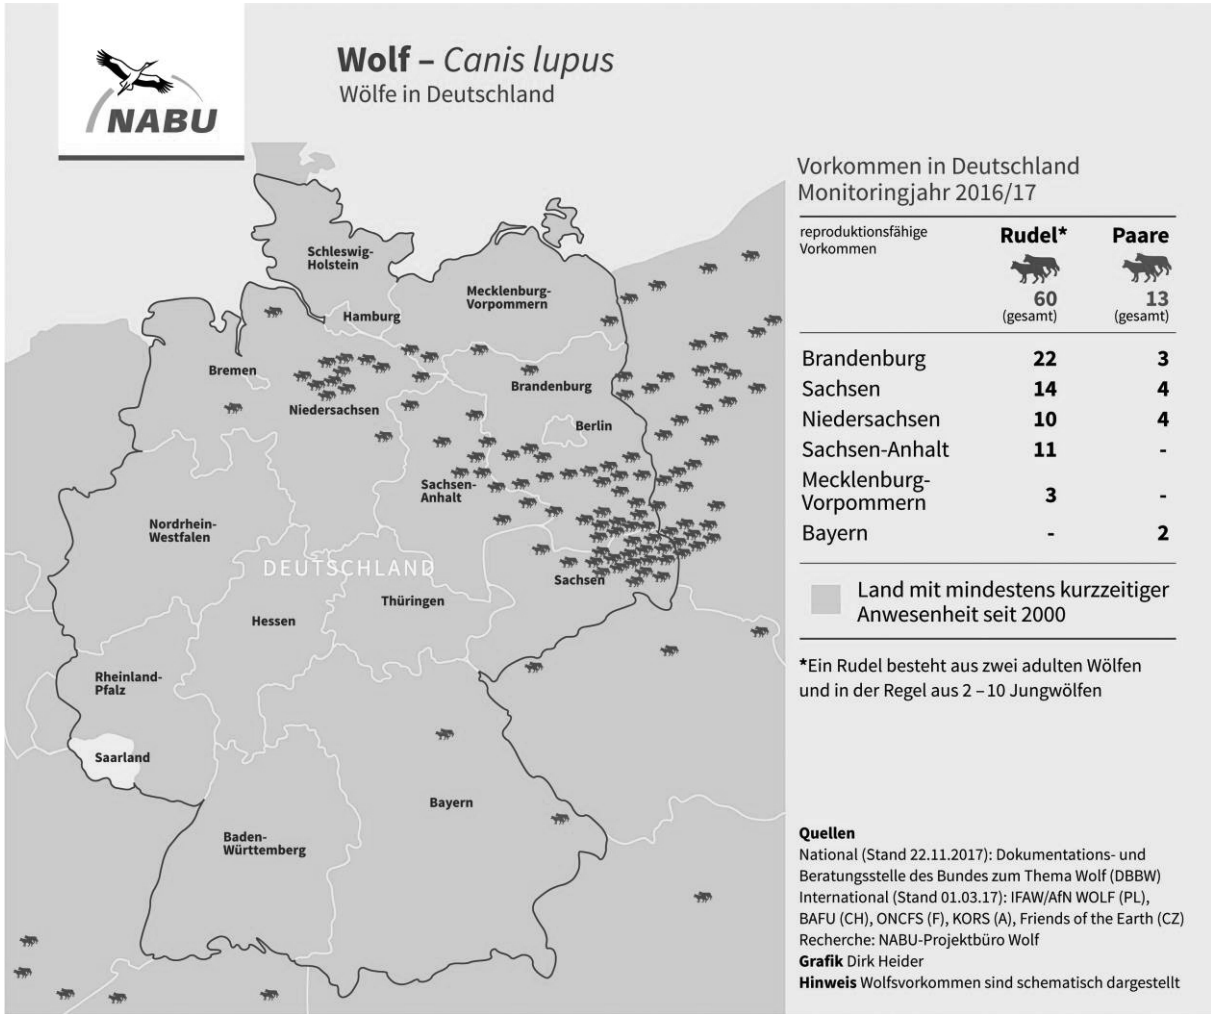 NABU
Wolf – Canis lupus
Wölfe in Deutschland
Schleswig-
Holstein
Mecklenburg-
Vorpommern
Hamburg
Bremen
Niedersachsen
Brandenburg
Berlin
Sachsen-
Anhalt
Nordrhein-
Westfalen
DEUTSCHLAND
Sachsen
Thüringen
Hessen
Rheinland-
Pfalz
Saarland
Bayern
Baden-
Württemberg
Vorkommen in Deutschland
Monitoringjahr 2016/17
reproduktionsfähige
Vorkommen
Rudel* Paare
60 13
(gesamt) (gesamt)
Brandenburg 22 3
Sachsen 14 4
Niedersachsen 10 4
Sachsen-Anhalt 11 -
Mecklenburg-
Vorpommern 3 -
Bayern - 2
Land mit mindestens kurzzeitiger
Anwesenheit seit 2000
*Ein Rudel besteht aus zwei adulten Wölfen
und in der Regel aus 2 – 10 Jungwölfen
Quellen
National (Stand 22.11.2017): Dokumentations- und
Beratungsstelle des Bundes zum Thema Wolf (DBBW)
International (Stand 01.03.17): IFAW/AfN WOLF (PL),
BAFU (CH), ONCFS (F), KORS (A), Friends of the Earth (CZ)
Recherche: NABU-Projektbüro Wolf
Grafik Dirk Heider
Hinweis Wolfsvorkommen sind schematisch dargestellt